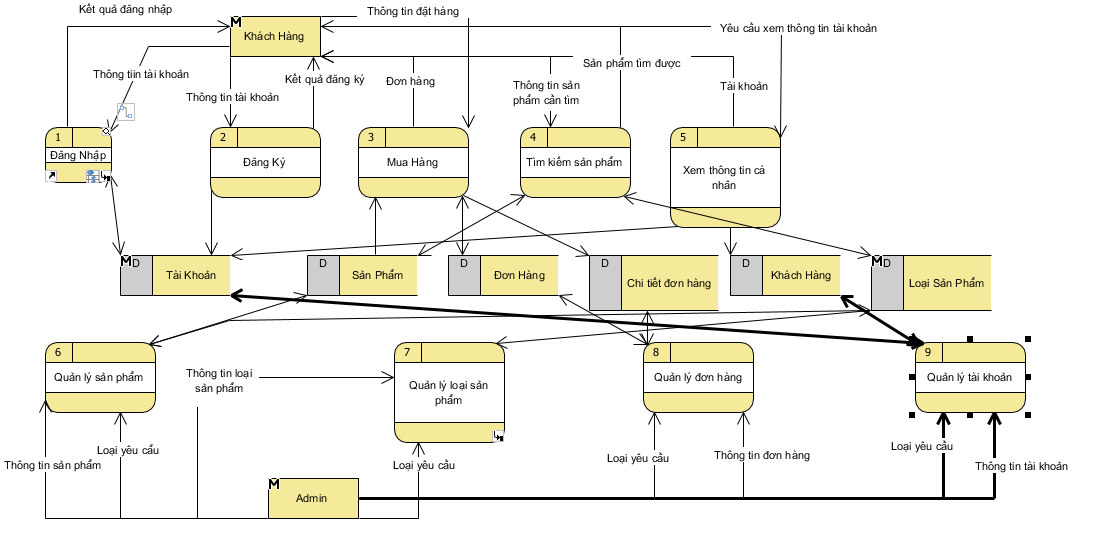 Kết quả đăng nhập
Thông tin đặt hàng
M
Khách Hàng
Yêu cầu xem thông tin tài khoản
Thông tiin tài khoản
Kết quả đăng ký
Đơn hàng
Thông tin sản
phẩm cần tìm
Sản phẩm tìm được
Tài khoản
Thông tin tài khoản
1
Đăng Nhập
2
Đăng Ký
3
Mua Hàng
4
Tìm kiếm sản phẩm
5
Xem thông tin cá
nhân
M
D
Tài Khoản
D
Sản Phẩm
D
Đơn Hàng
D
Chi tiết đơn hàng
D
Khách Hàng
M
D
Loại Sản Phẩm
6
Quản lý sản phẩm
Thông tin loại
sản phẩm
7
Quản lý loại sản
phẩm
8
Quản lý đơn hàng
9
Quản lý tài khoản
Thông tin sản phẩm
Loại yêu cầu
Loại yêu cầu
Loại yêu cầu
Thông tin đơn hàng
Loại yêu cầu
Thông tin tài khoản
M
Admin